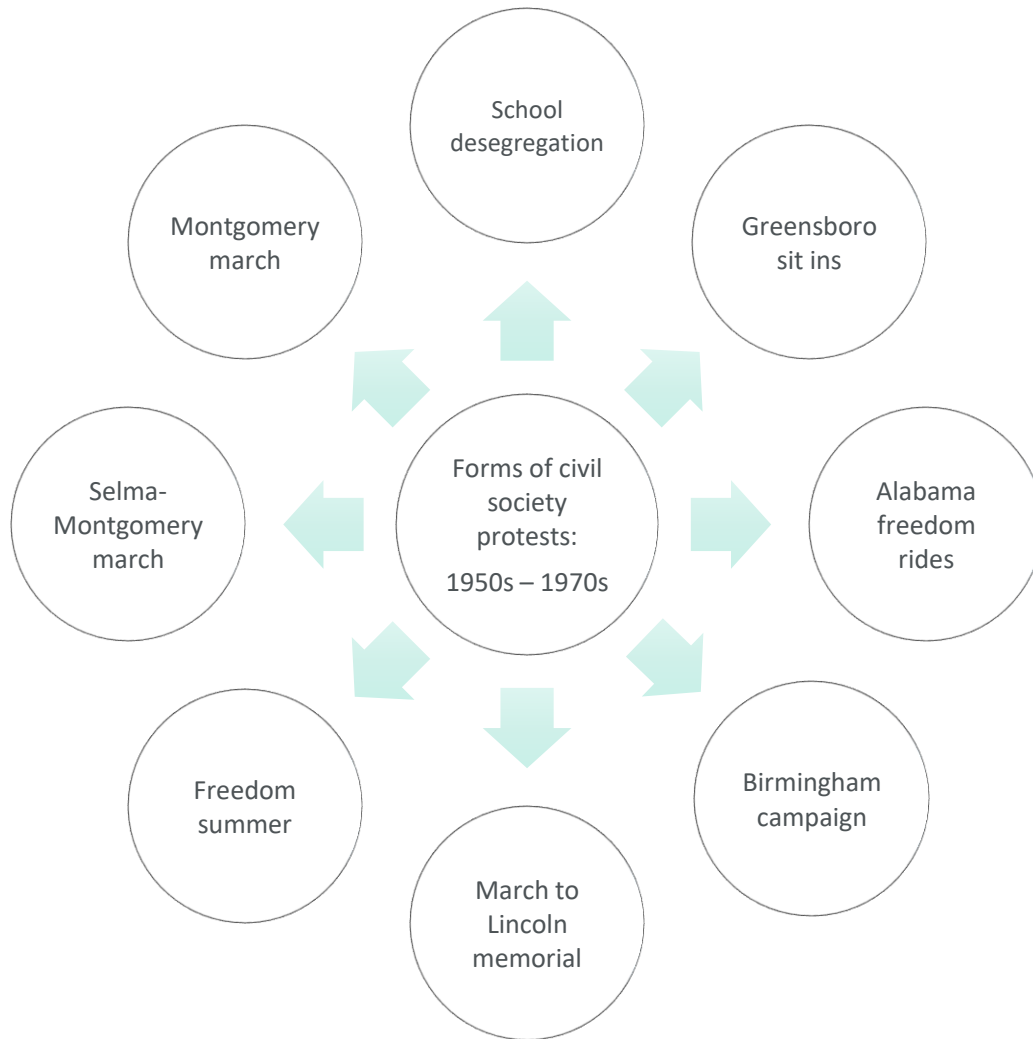 School
desegregation
Greensboro
sit ins
Alabama
freedom
rides
Birmingham
campaign
March to
Lincoln
memorial
Freedom
summer
Selma-
Montgomery
march
Montgomery
march
Forms of civil
society
protests:
1950s – 1970s